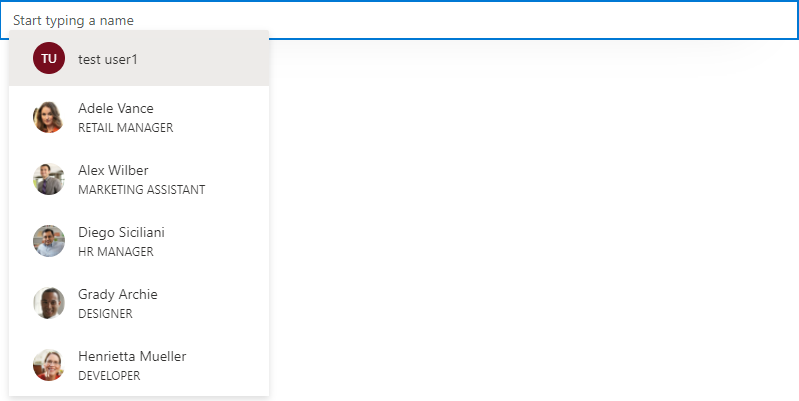 Start typing a name
TU
test user1
Adele Vance
RETAIL MANAGER
Alex Wilber
MARKETING ASSISTANT
Diego Siciliani
HR MANAGER
Grady Archie
DESIGNER
Henrietta Mueller
DEVELOPER